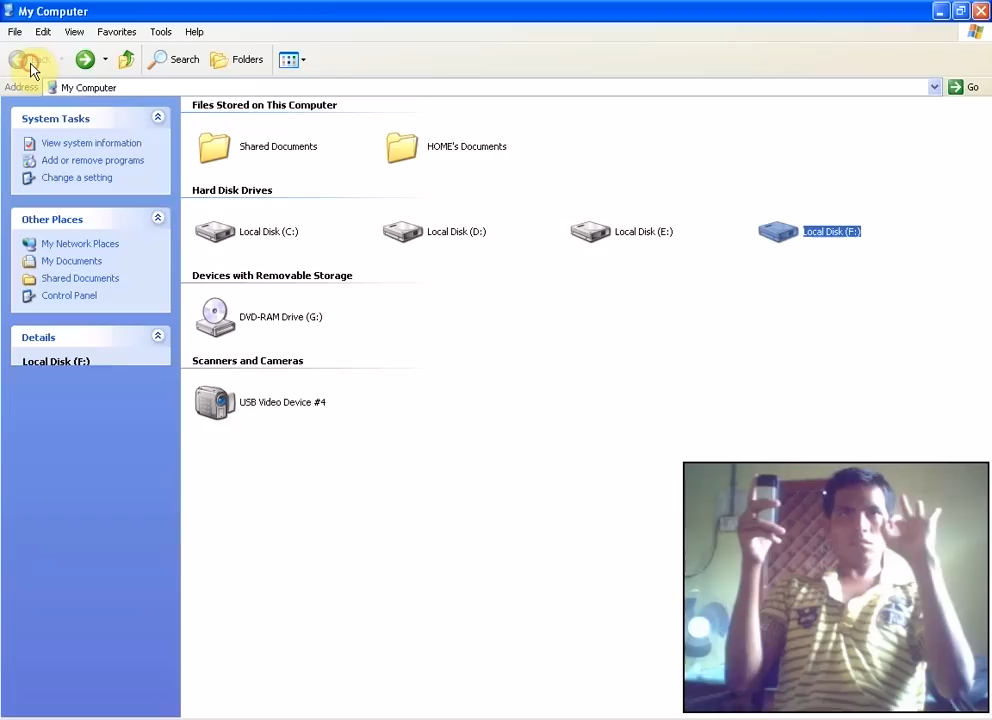 My Computer
File Edit View Favorites Tools Help
Back Search Folders
Address My Computer Go
System Tasks
View system information
Add or remove programs
Change a setting
Other Places
My Network Places
My Documents
Shared Documents
Control Panel
Details
Local Disk (F:)
Files Stored on This Computer
Shared Documents HOME's Documents
Hard Disk Drives
Local Disk (C:) Local Disk (D:) Local Disk (E:) Local Disk (F:)
Devices with Removable Storage
DVD-RAM Drive (G:)
Scanners and Cameras
USB Video Device #4